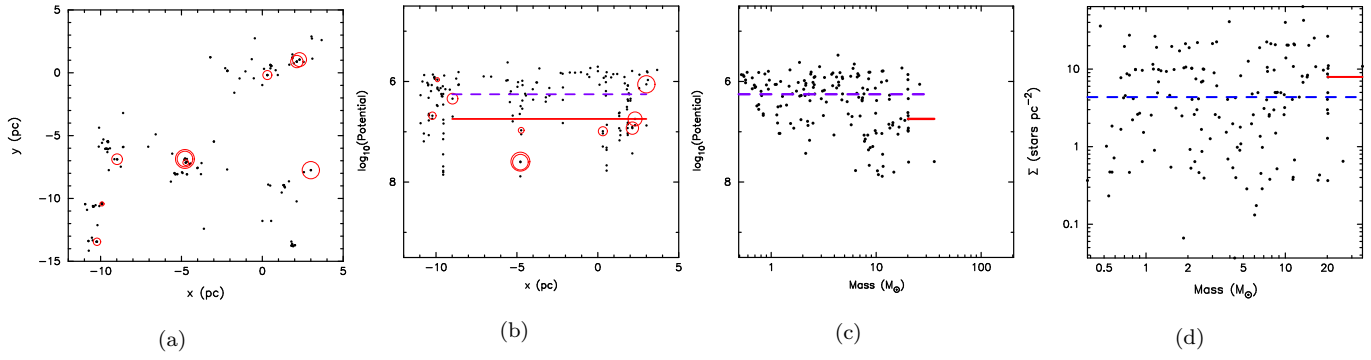 5
0
−5
−10
−15
y (pc)
−10 −5 0 5
x (pc)
(a)
6
8
log₁₀(Potential)
−10 −5 0 5
x (pc)
(b)
6
8
log₁₀(Potential)
1 10 100
Mass (M☉)
(c)
10
1
0.1
Σ (stars pc⁻²)
0.5 1 2 5 10 20
Mass (M☉)
(d)